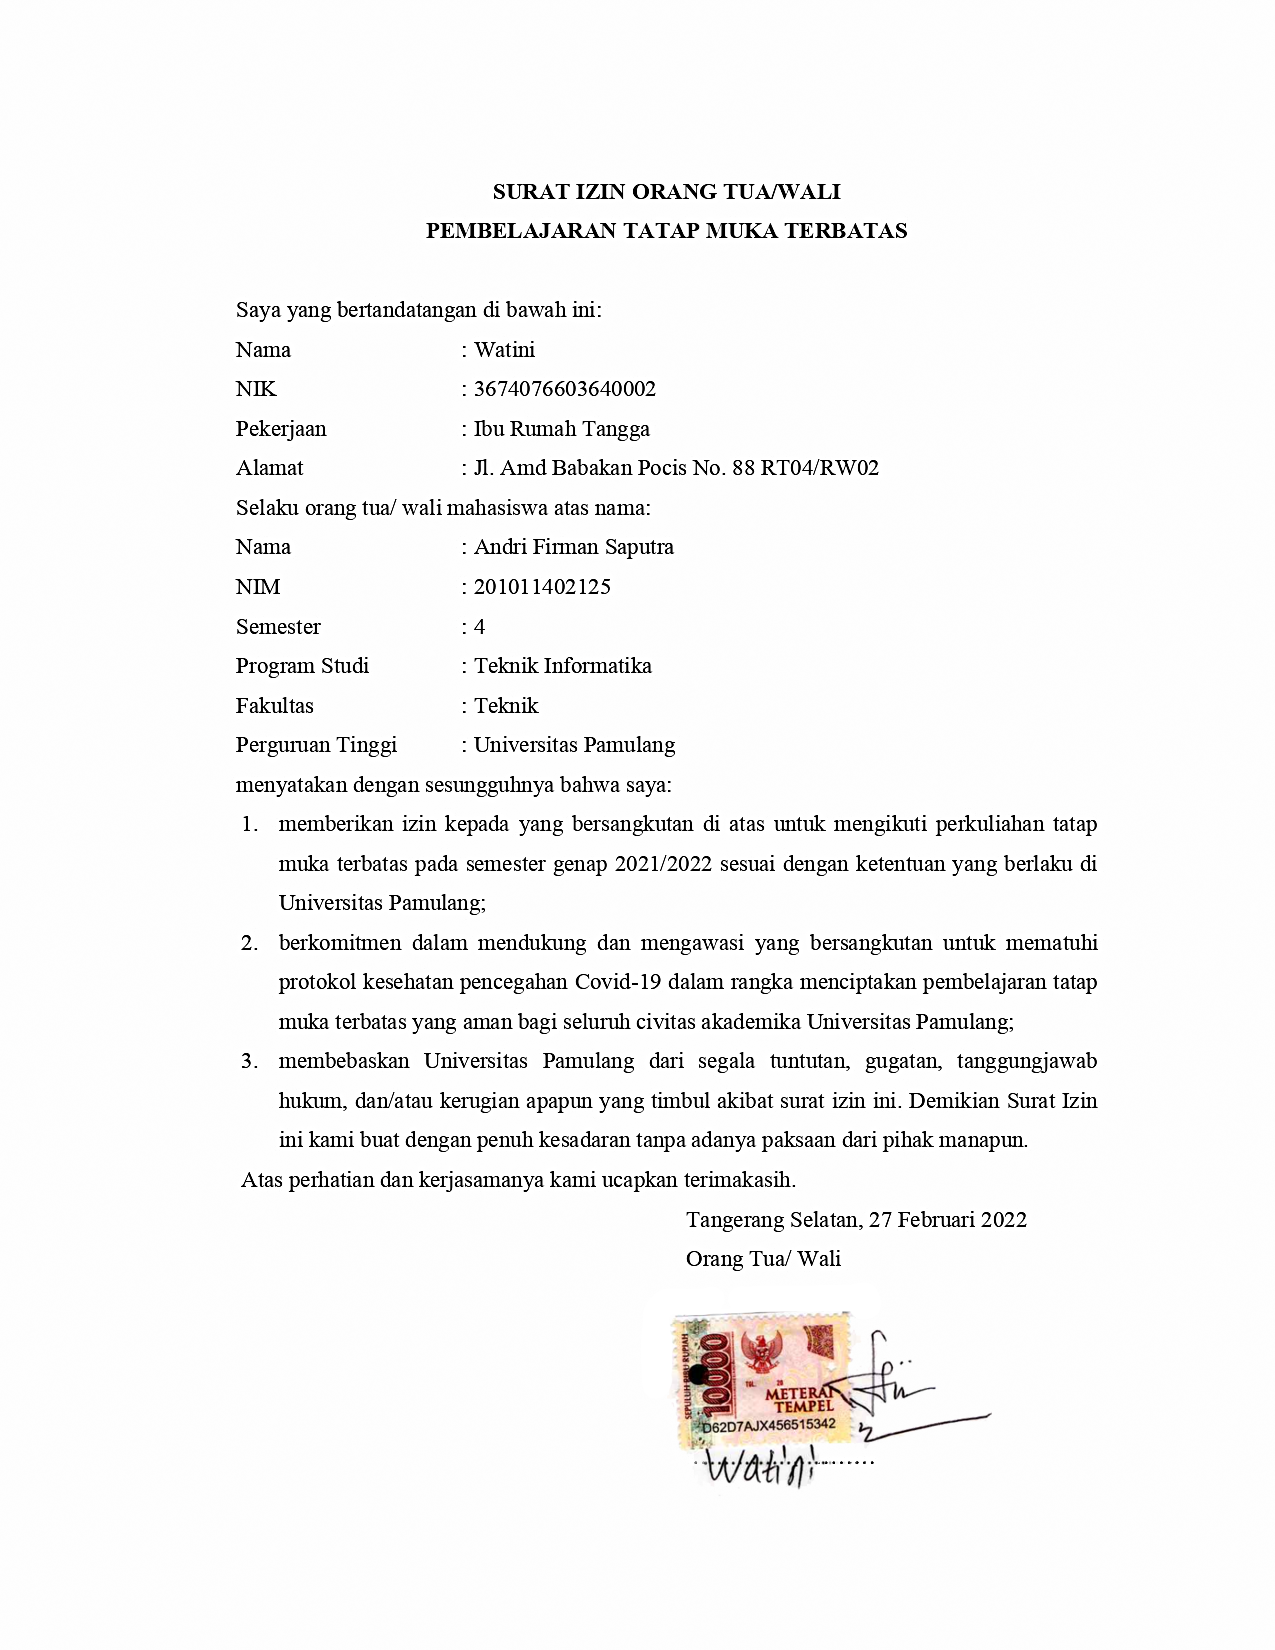 SURAT IZIN ORANG TUA/WALI
PEMBELAJARAN TATAP MUKA TERBATAS
Saya yang bertandatangan di bawah ini:
Nama : Watini
NIK : 3674076603640002
Pekerjaan : Ibu Rumah Tangga
Alamat : Jl. Amd Babakan Pocis No. 88 RT04/RW02
Selaku orang tua/ wali mahasiswa atas nama:
Nama : Andri Firman Saputra
NIM : 201011402125
Semester : 4
Program Studi : Teknik Informatika
Fakultas : Teknik
Perguruan Tinggi : Universitas Pamulang
menyatakan dengan sesungguhnya bahwa saya:
1. memberikan izin kepada yang bersangkutan di atas untuk mengikuti perkuliahan tatap
muka terbatas pada semester genap 2021/2022 sesuai dengan ketentuan yang berlaku di
Universitas Pamulang;
2. berkomitmen dalam mendukung dan mengawasi yang bersangkutan untuk mematuhi
protokol kesehatan pencegahan Covid-19 dalam rangka menciptakan pembelajaran tatap
muka terbatas yang aman bagi seluruh civitas akademika Universitas Pamulang;
3. membebaskan Universitas Pamulang dari segala tuntutan, gugatan, tanggungjawab
hukum, dan/atau kerugian apapun yang timbul akibat surat izin ini. Demikian Surat Izin
ini kami buat dengan penuh kesadaran tanpa adanya paksaan dari pihak manapun.
Atas perhatian dan kerjasamanya kami ucapkan terimakasih.
Tangerang Selatan, 27 Februari 2022
Orang Tua/ Wali
SEPULUH RIBU RUPIAH
10000
TGL. 20
METERAI
TEMPEL
D62D7AJX456515342
Watini